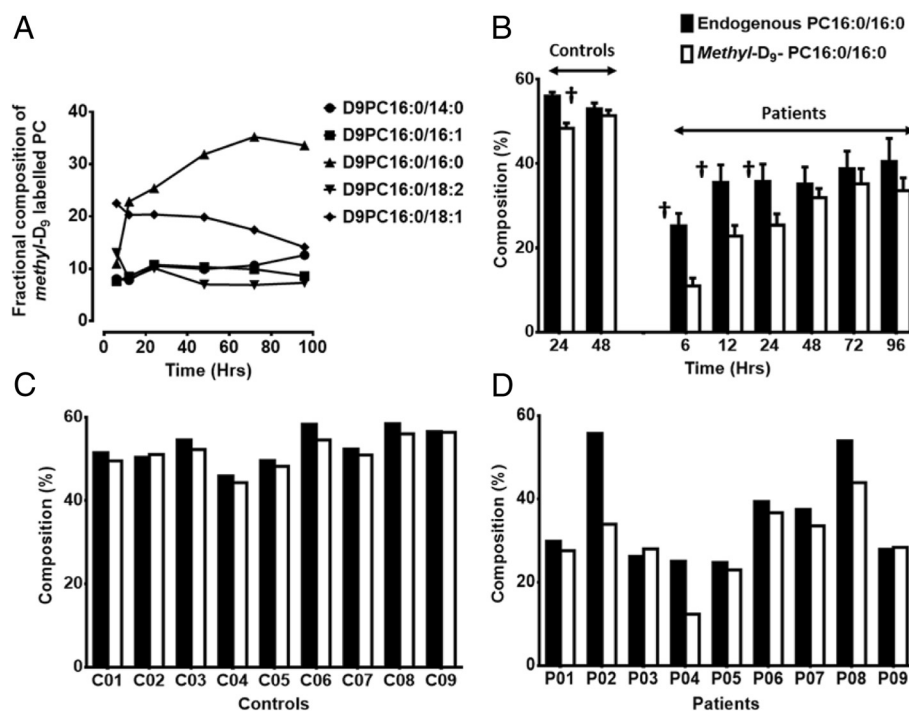 A
Fractional composition of
methyl-D9 labelled PC
40
30
20
10
0
0 20 40 60 80 100
Time (Hrs)
D9PC16:0/14:0
D9PC16:0/16:1
D9PC16:0/16:0
D9PC16:0/18:2
D9PC16:0/18:1
B
Endogenous PC16:0/16:0
Methyl-D9- PC16:0/16:0
Controls
Patients
Composition (%)
60
40
20
0
† † † †
24 48 6 12 24 48 72 96
Time (Hrs)
C
Composition (%)
60
40
20
0
C01 C02 C03 C04 C05 C06 C07 C08 C09
Controls
D
Composition (%)
60
40
20
0
P01 P02 P03 P04 P05 P06 P07 P08 P09
Patients